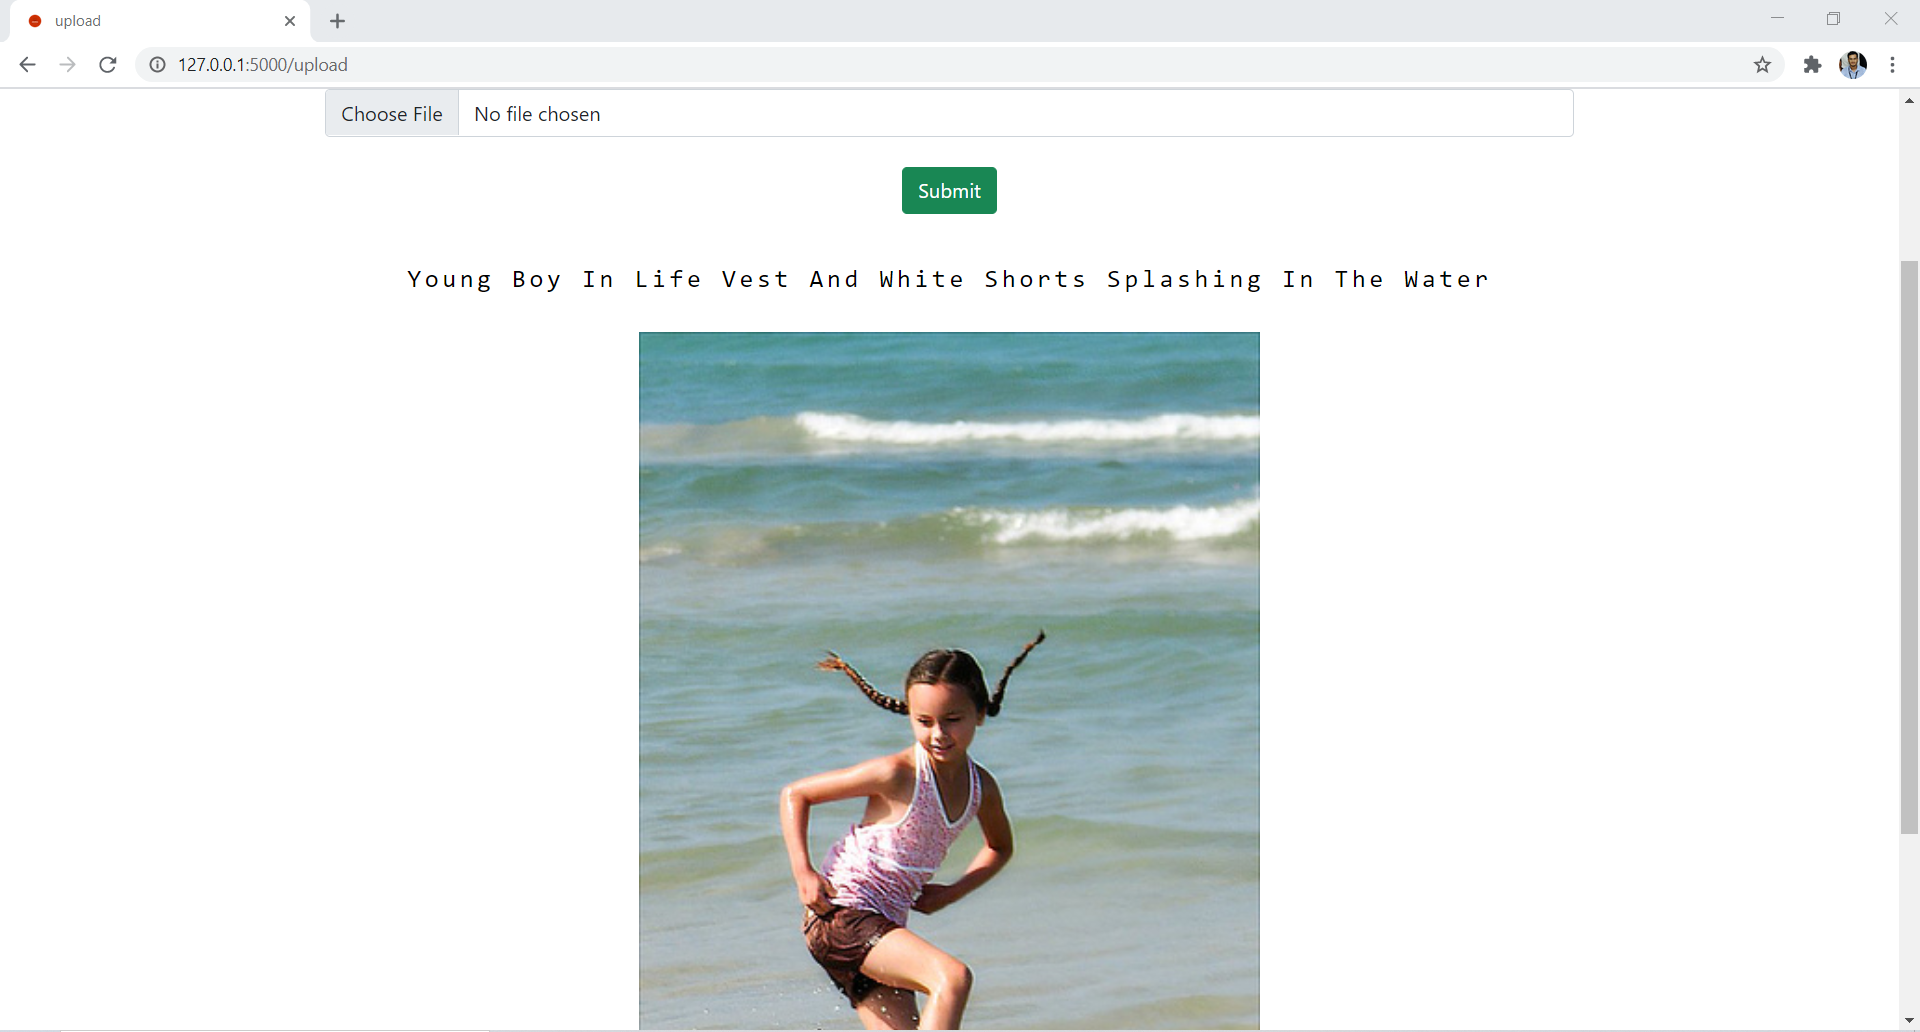 upload
127.0.0.1:5000/upload
Choose File No file chosen
Submit
Young Boy In Life Vest And White Shorts Splashing In The Water